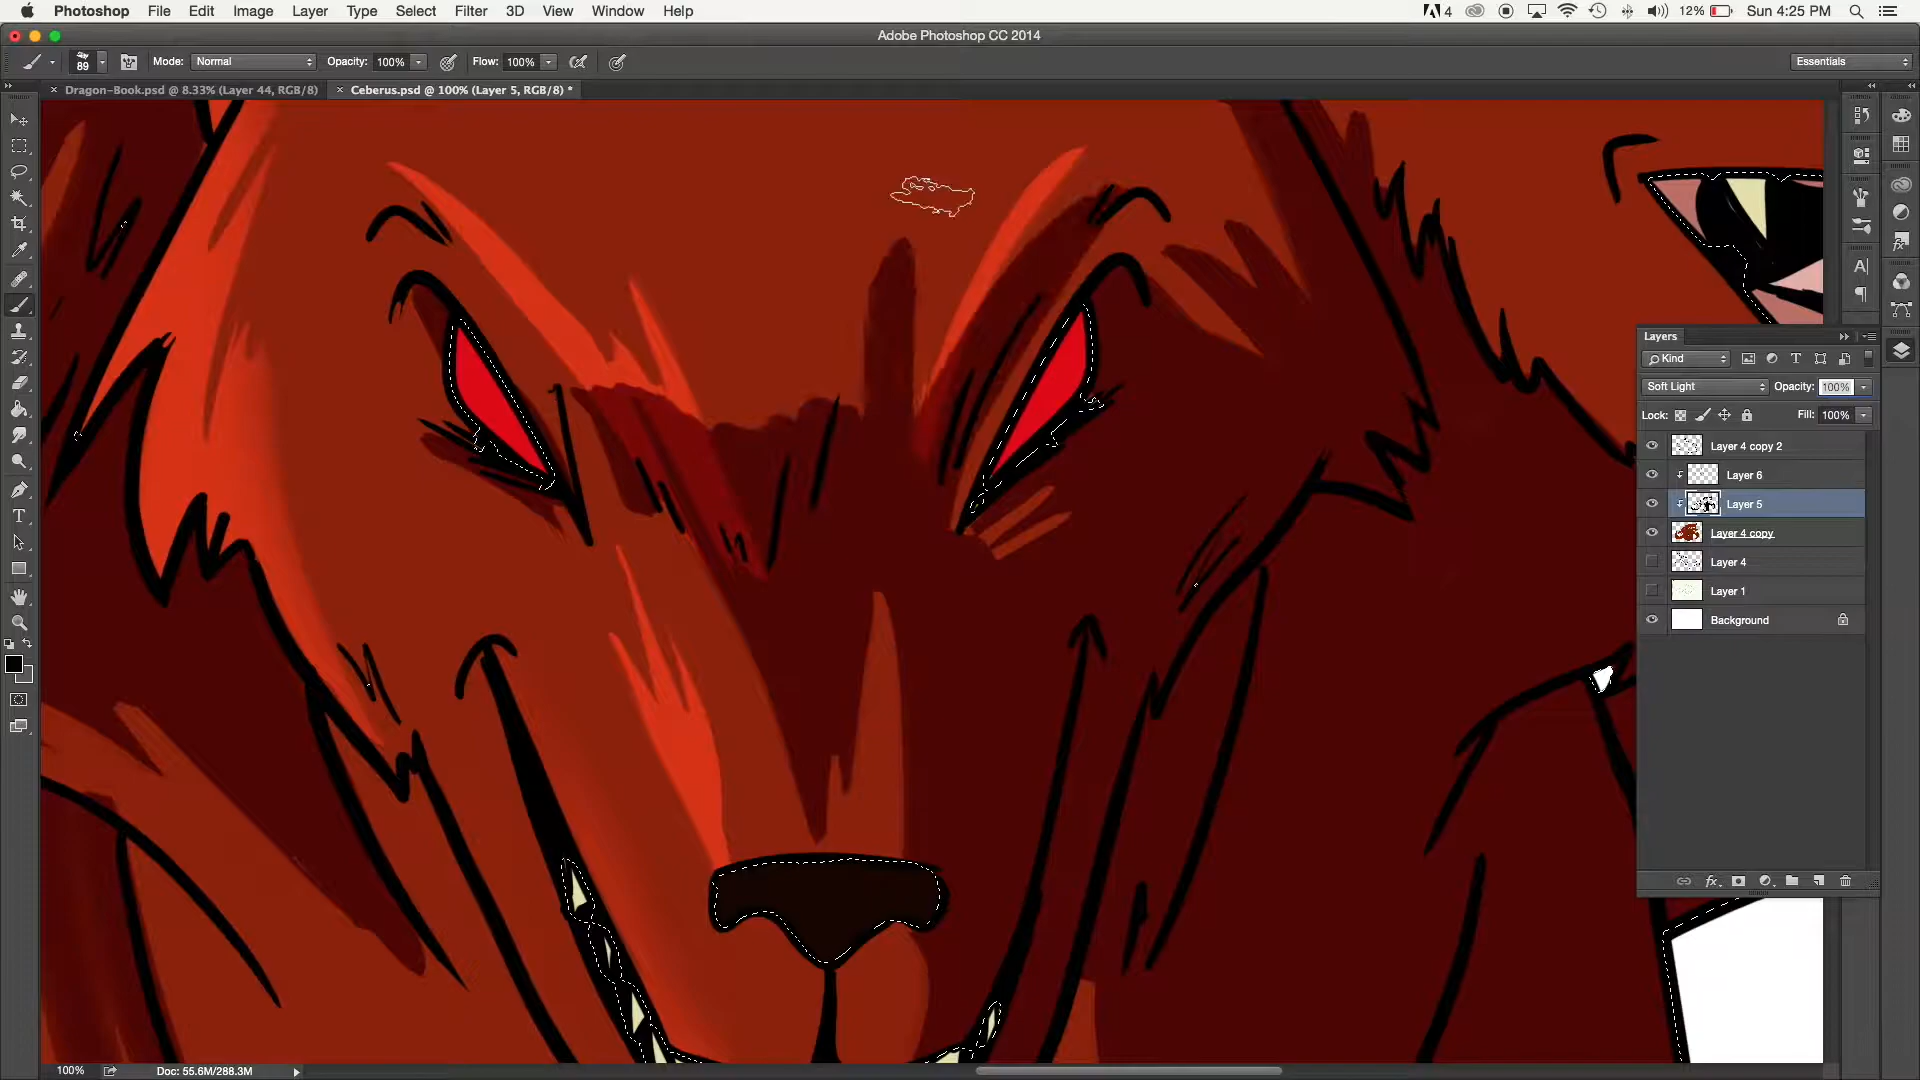 Photoshop File Edit Image Layer Type Select Filter 3D View Window Help 4 12% Sun 4:25 PM
Adobe Photoshop CC 2014
89 Mode: Normal Opacity: 100% Flow: 100% Essentials
Dragon-Book.psd @ 8.33% (Layer 44, RGB/8) Ceberus.psd @ 100% (Layer 5, RGB/8) *
Layers
Kind
Soft Light Opacity: 100%
Lock: Fill: 100%
Layer 4 copy 2
Layer 6
Layer 5
Layer 4 copy
Layer 4
Layer 1
Background
100% Doc: 55.6M/288.3M